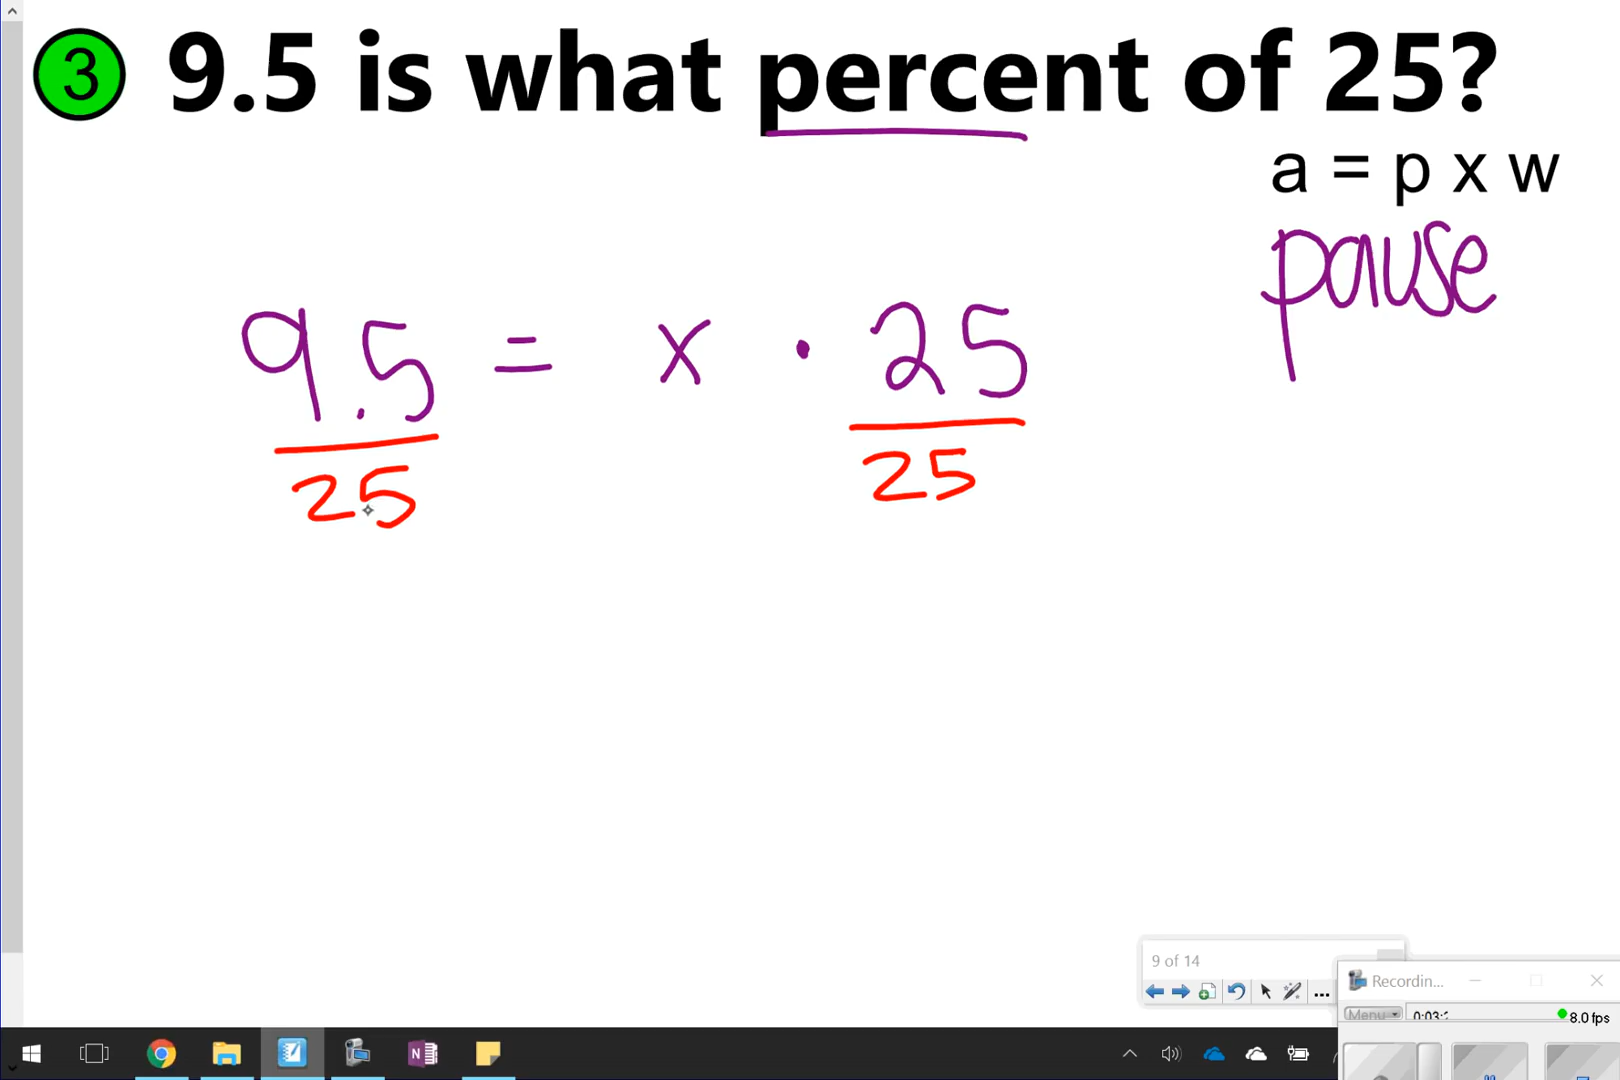 3 9.5 is what percent of 25?
a = p x w
pause
9.5 = x · 25
25 25
9 of 14
Recordin...
Menu
8.0 fps